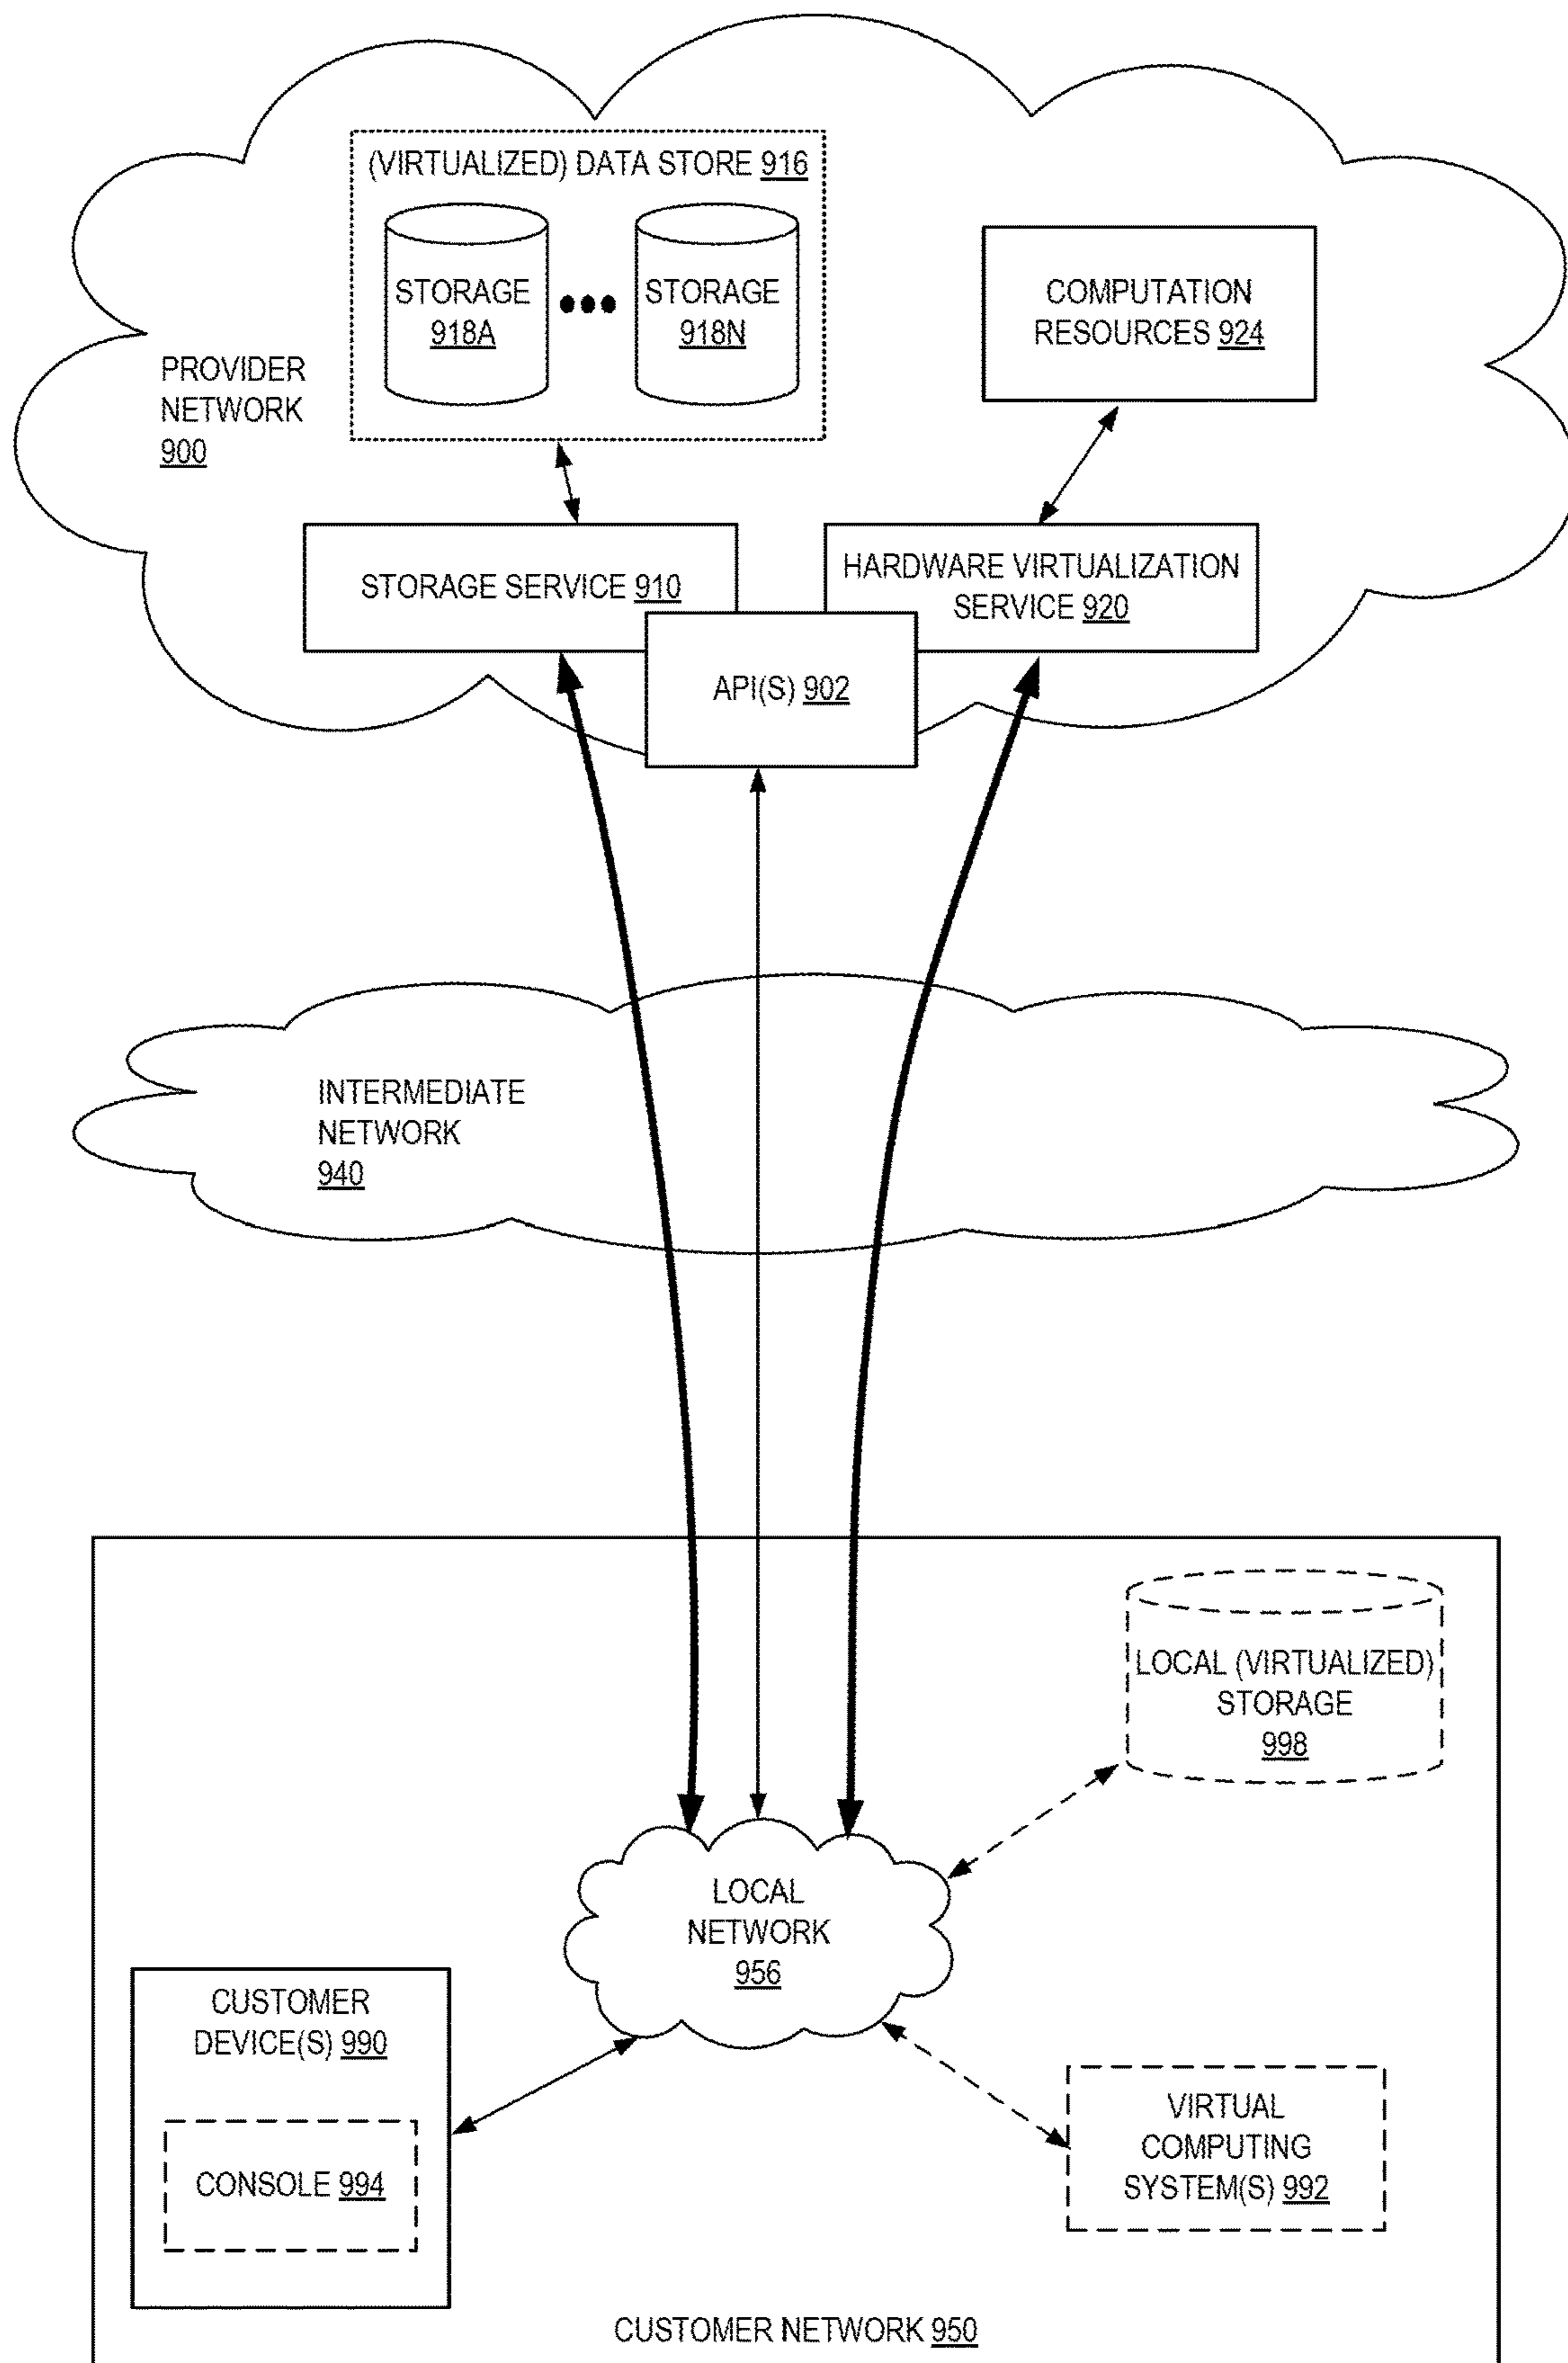 (VIRTUALIZED) DATA STORE 916
STORAGE
918A
STORAGE
918N
COMPUTATION
RESOURCES 924
PROVIDER
NETWORK
900
STORAGE SERVICE 910
HARDWARE VIRTUALIZATION
SERVICE 920
API(S) 902
INTERMEDIATE
NETWORK
940
LOCAL (VIRTUALIZED)
STORAGE
998
LOCAL
NETWORK
956
CUSTOMER
DEVICE(S) 990
CONSOLE 994
VIRTUAL
COMPUTING
SYSTEM(S) 992
CUSTOMER NETWORK 950